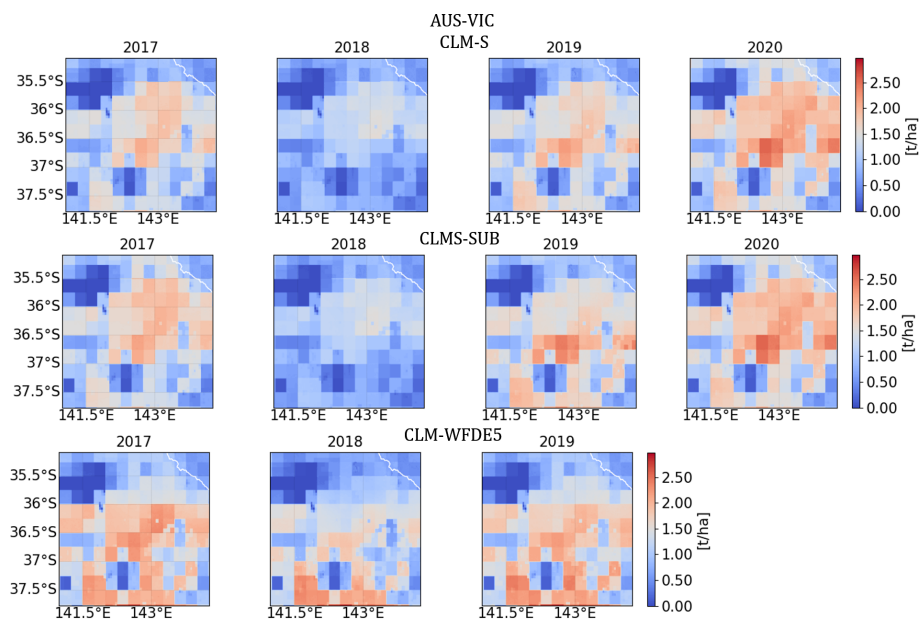 AUS-VIC
CLM-S
2017 2018 2019 2020
35.5°S
36°S
36.5°S
37°S
37.5°S
2.50
2.00
1.50
1.00
0.50
0.00
[t/ha]
141.5°E 143°E 141.5°E 143°E 141.5°E 143°E 141.5°E 143°E
CLMS-SUB
2017 2018 2019 2020
35.5°S
36°S
36.5°S
37°S
37.5°S
2.50
2.00
1.50
1.00
0.50
0.00
[t/ha]
141.5°E 143°E 141.5°E 143°E 141.5°E 143°E 141.5°E 143°E
CLM-WFDE5
2017 2018 2019
35.5°S
36°S
36.5°S
37°S
37.5°S
2.50
2.00
1.50
1.00
0.50
0.00
[t/ha]
141.5°E 143°E 141.5°E 143°E 141.5°E 143°E